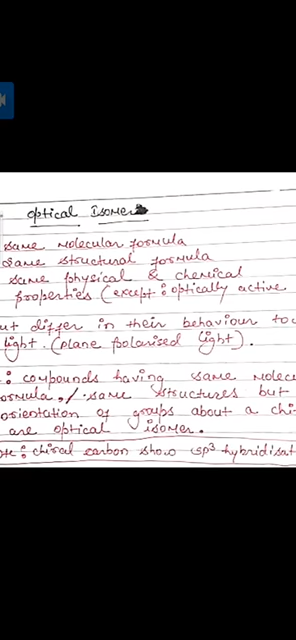 optical Isomer
same molecular formula
same structural formula
same physical & chemical
properties (except : optically active
ut differ in their behaviour to
light. (plane polarised light).
: compounds having same molecu
ormula, / same structures but
orientation of groups about a chi
are optical isomer.
ote : chiral carbon show (sp3 hybridisat